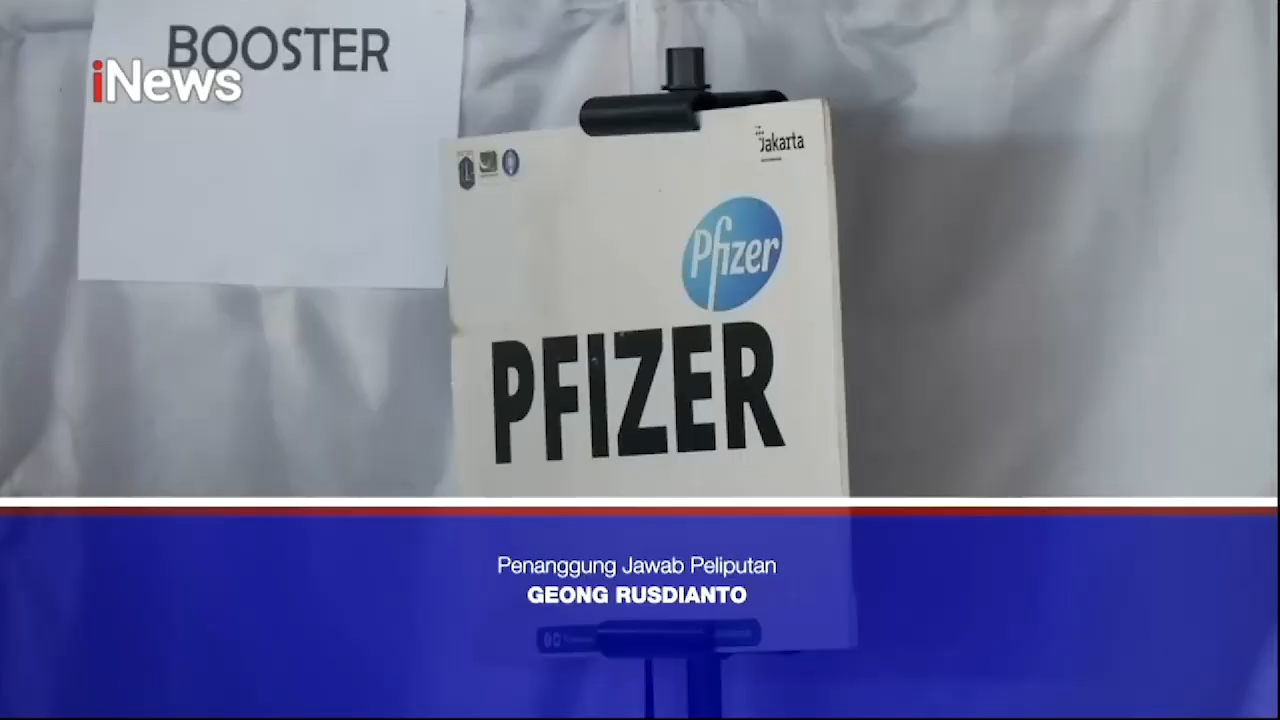 BOOSTER
iNews
Jakarta
Pfizer
PFIZER
Penanggung Jawab Peliputan
GEONG RUSDIANTO